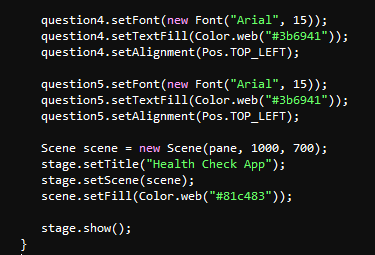 question4.setFont(new Font("Arial", 15));
question4.setTextFill(Color.web("#3b6941"));
question4.setAlignment(Pos.TOP_LEFT);

question5.setFont(new Font("Arial", 15));
question5.setTextFill(Color.web("#3b6941"));
question5.setAlignment(Pos.TOP_LEFT);

Scene scene = new Scene(pane, 1000, 700);
stage.setTitle("Health Check App");
stage.setScene(scene);
scene.setFill(Color.web("#81c483"));

stage.show();
}